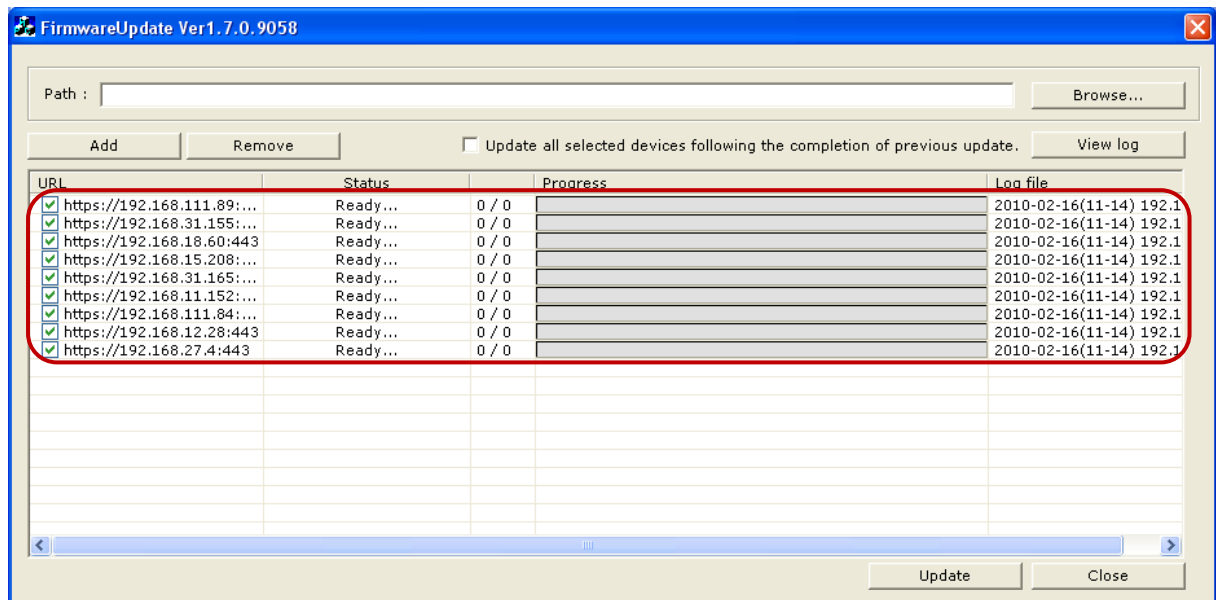 FirmwareUpdate Ver1.7.0.9058
Path : Browse...
Add Remove Update all selected devices following the completion of previous update. View log
URL Status Progress Log file
https://192.168.111.89:... Ready... 0 / 0 2010-02-16(11-14) 192.1
https://192.168.31.155:... Ready... 0 / 0 2010-02-16(11-14) 192.1
https://192.168.18.60:443 Ready... 0 / 0 2010-02-16(11-14) 192.1
https://192.168.15.208:... Ready... 0 / 0 2010-02-16(11-14) 192.1
https://192.168.31.165:... Ready... 0 / 0 2010-02-16(11-14) 192.1
https://192.168.11.152:... Ready... 0 / 0 2010-02-16(11-14) 192.1
https://192.168.111.84:... Ready... 0 / 0 2010-02-16(11-14) 192.1
https://192.168.12.28:443 Ready... 0 / 0 2010-02-16(11-14) 192.1
https://192.168.27.4:443 Ready... 0 / 0 2010-02-16(11-14) 192.1
Update Close